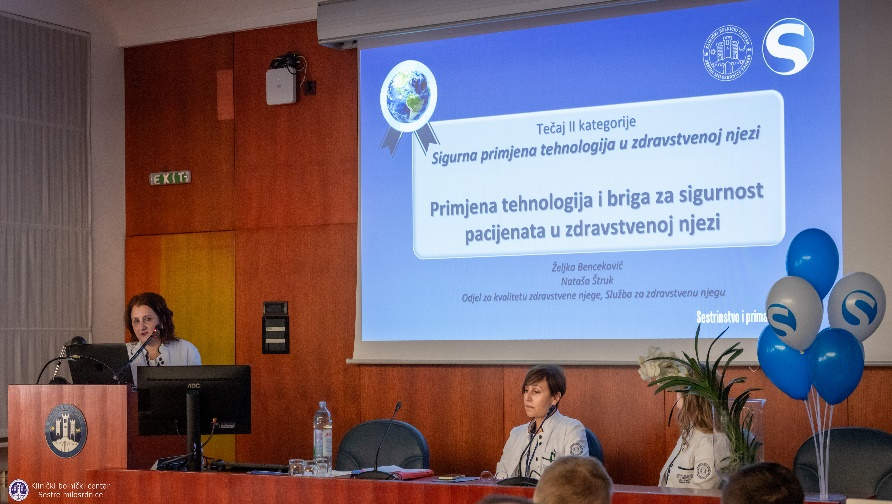 Tečaj II kategorije
Sigurna primjena tehnologija u zdravstvenoj njezi
Primjena tehnologija i briga za sigurnost
pacijenata u zdravstvenoj njezi
Željka Benceković
Nataša Štruk
Odjel za kvalitetu zdravstvene njege, Služba za zdravstvenu njegu
Sestrinstvo i prima
EXIT
AOC
S
S
S
Klinički bolnički centar
Sestre milosrdnice